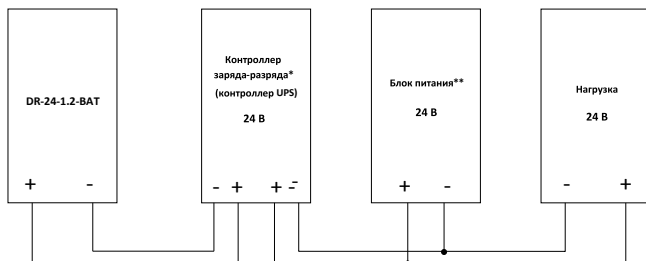 DR-24-1.2-BAT
+ -
Контроллер
заряда-разряда*
(контроллер UPS)
24 В
- + + - -
Блок питания**
24 В
+ -
Нагрузка
24 В
- +